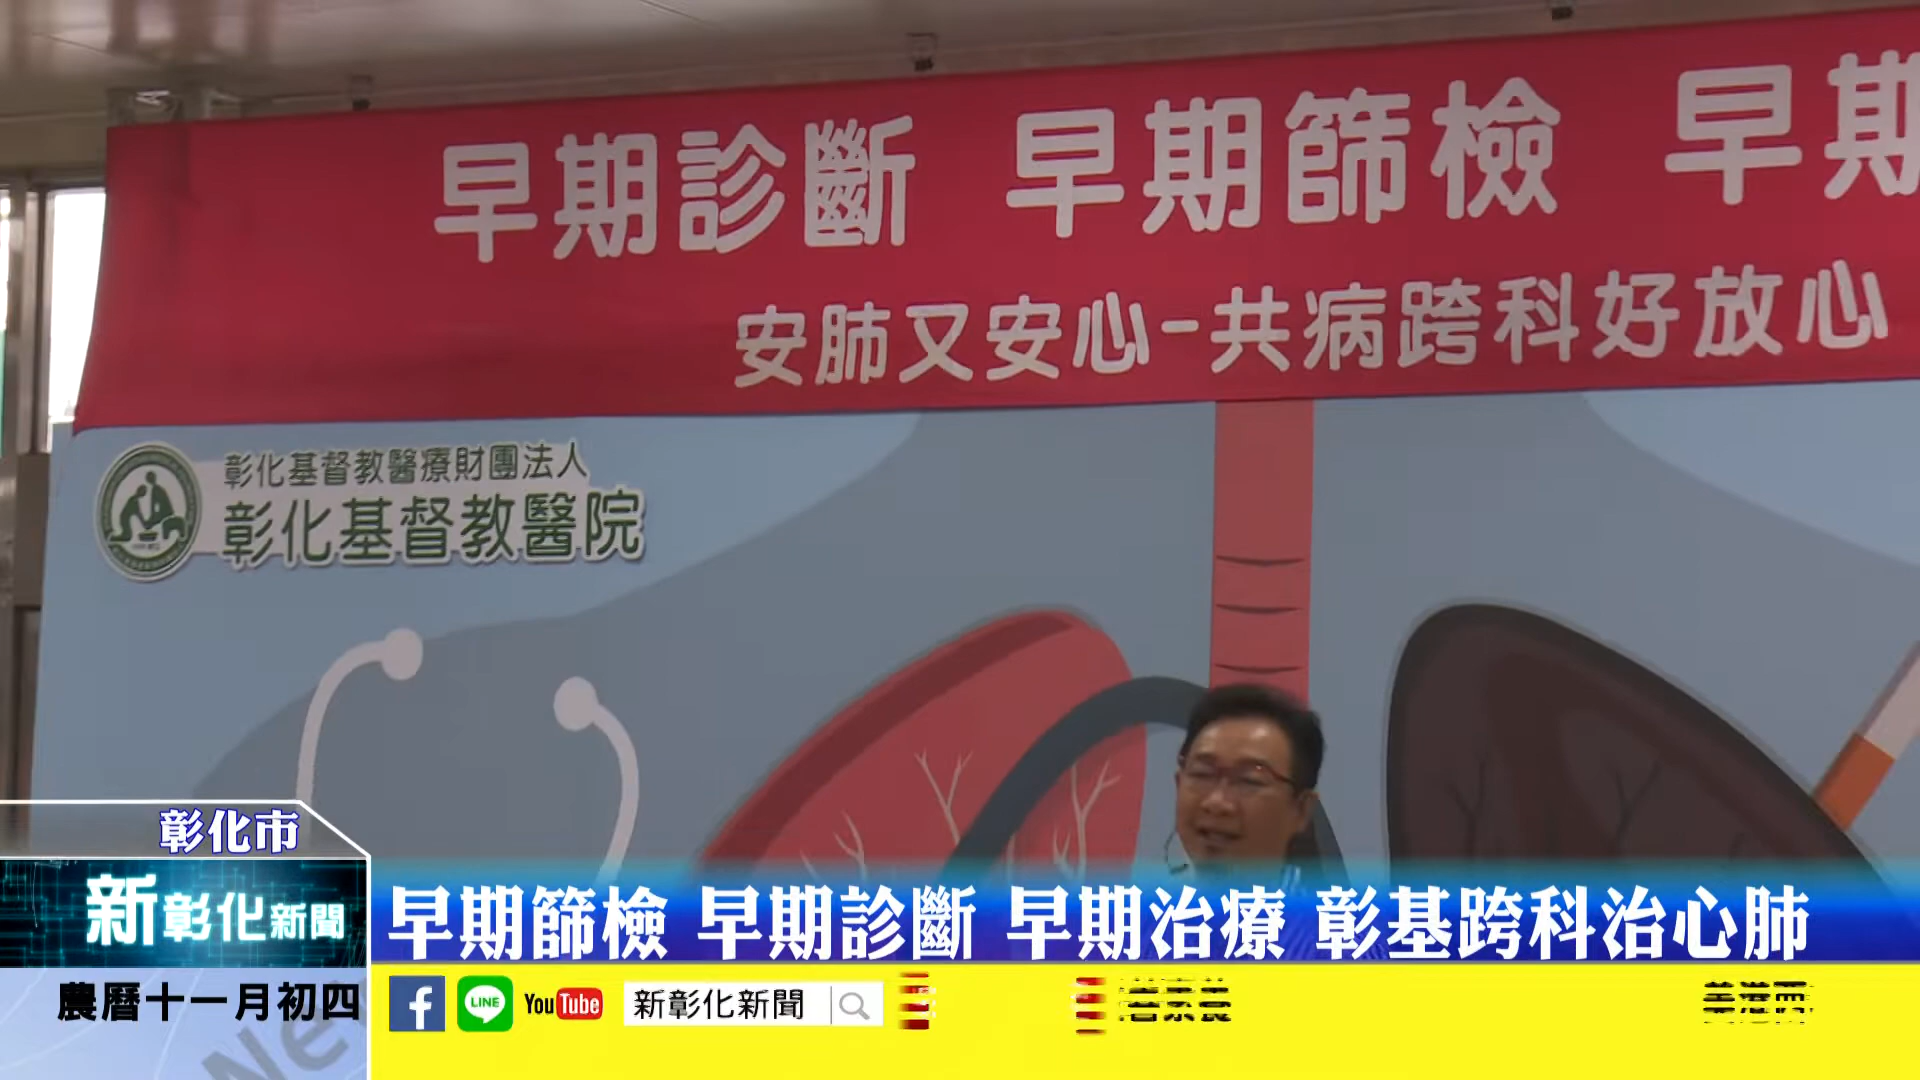 早期診斷 早期篩檢 早期
安肺又安心-共病跨科好放心
彰化基督教醫療財團法人
彰化基督教醫院
彰化市
新彰化新聞
早期篩檢 早期診斷 早期治療 彰基跨科治心肺
農曆十一月初四
LINE
YouTube
新彰化新聞